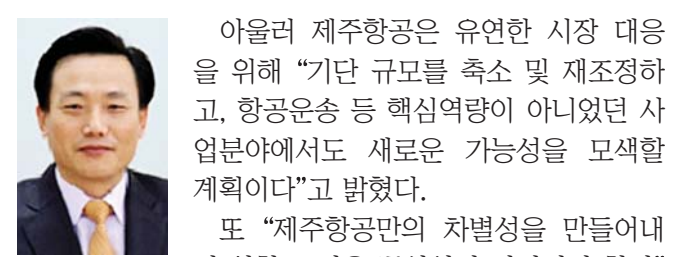 아울러 제주항공은 유연한 시장 대응
을 위해 “기단 규모를 축소 및 재조정하
고, 항공운송 등 핵심역량이 아니었던 사
업분야에서도 새로운 가능성을 모색할
계획이다”고 밝혔다.
또 “제주항공만의 차별성을 만들어내